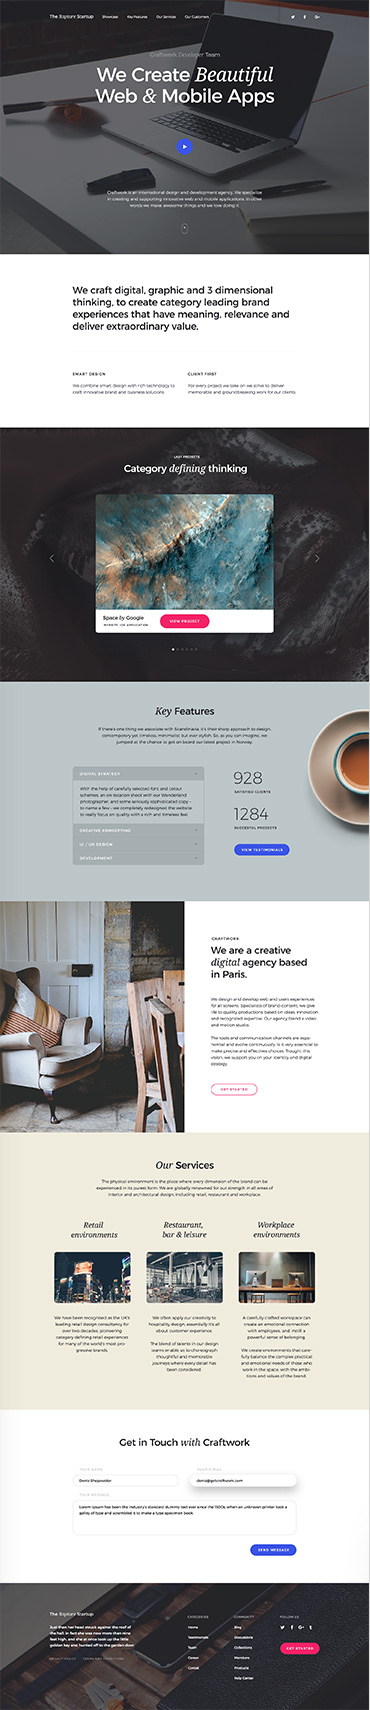 The Rapture Startup Showcase Key Features Our Services Our Customers
Craftwork Developer Team
We Create Beautiful
Web & Mobile Apps
Craftwork is an international design and development agency. We specialize
in creating and supporting innovative web and mobile applications. In other
words we make awesome things and we love doing it.
We craft digital, graphic and 3 dimensional
thinking, to create category leading brand
experiences that have meaning, relevance and
deliver extraordinary value.
SMART DESIGN
We combine smart design with rich technology to
craft innovative brand and business solutions
CLIENT FIRST
For every project we take on we strive to deliver
memorable and groundbreaking work for our clients.
LAST PROJECTS
Category defining thinking
Space by Google
WEBSITE, IOS APPLICATION
VIEW PROJECT
Key Features
If there's one thing we associate with Scandinavia, it's their sharp approach to design,
contemporary yet timeless, minimalist but ever stylish. So, as you can imagine, we
jumped at the chance to get on board our latest project in Norway.
DIGITAL STRATEGY
With the help of carefully selected font and colour
schemes, an on location shoot with our Wonderland
photographer, and some seriously sophisticated copy -
to name a few - we completely redesigned the website
to really focus on quality with a rich and timeless feel.
CREATIVE CONCEPTING
UI / UX DESIGN
DEVELOPMENT
928
SATISFIED CLIENTS
1284
SUCCESFUL PROJECTS
VIEW TESTIMONIALS
CRAFTWORK
We are a creative
digital agency based
in Paris.
We design and develop web and users experiences
for all screens. Specialists of brand content, we give
life to quality productions based on ideas, innovation
and recognized expertise. Our agency blend a video
and motion studio.
The tools and communication channels are expe-
rimental and evolve continuously. Is it very essential to
make precise and effectives choices. Trough this
vision, we support you on your identity and digital
strategy.
GET STARTED
Our Services
The physical environment is the place where every dimension of the brand can be
experienced in its purest form. We are globally renowned for our strength in all areas of
interior and architectural design, including retail, restaurant and workplace.
Retail
environments
We have been recognised as the UK's
leading retail design consultancy for
over two decades, pioneering
category-defining retail experiences
for many of the world's most pro-
gressive brands.
Restaurant,
bar & leisure
We often apply our creativity to
hospitality design, essentially it's all
about customer experience.
The blend of talents in our design
teams enable us to choreograph
thoughtful and memorable
journeys where every detail has
been considered.
Workplace
environments
A carefully crafted workspace can
create an emotional connection
with employees, and instill a
powerful sense of belonging.
We create environments that care-
fully balance the complex practical
and emotional needs of those who
work in the space, with the ambi-
tions and values of the brand.
Get in Touch with Craftwork
YOUR NAME
Denis Shepovalov
YOUR E-MAIL
denis@getcraftwork.com
YOUR MESSAGE
Lorem Ipsum has been the industry's standard dummy text ever since the 1500s, when an unknown printer took a
galley of type and scrambled it to make a type specimen book.
SEND MESSAGE
The Rapture Startup
Just then her head struck against the roof of
the hall: in fact she was now more than nine
feet high, and she at once took up the little
golden key and hurried off to the garden door.
PRIVACY POLICY TERMS AND CONDITIONS
CATEGORIES
Home
Testimonials
Team
Career
COMMUNITY
Blog
Discussions
Collections
Members
Products
Help Center
FOLLOW US
GET STARTED